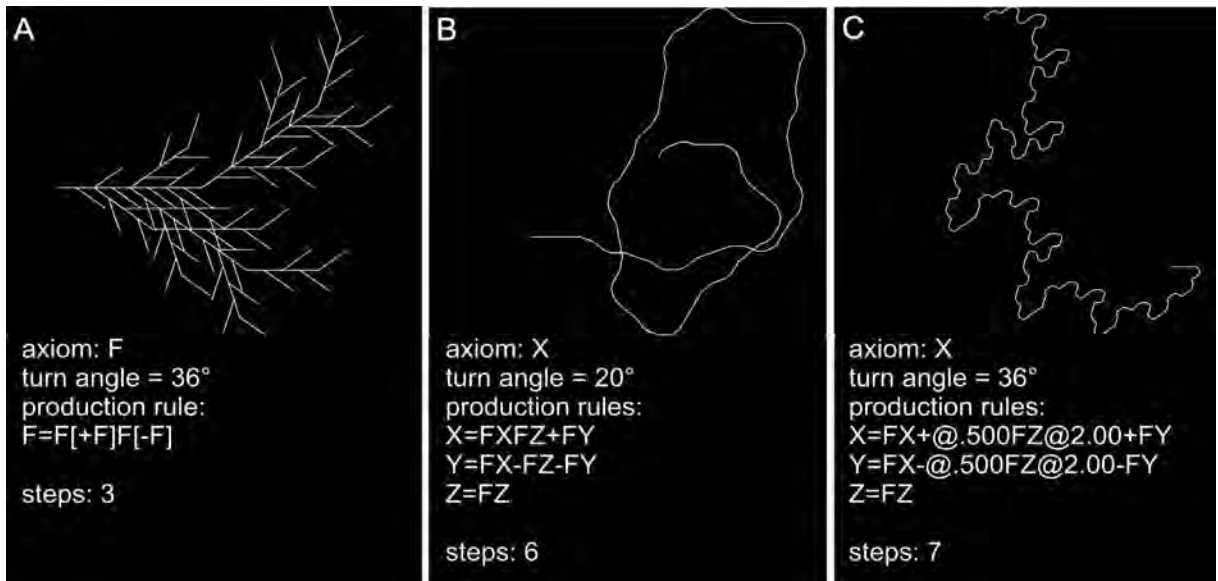 A
axiom: F
turn angle = 36°
production rule:
F=F[+F]F[-F]
steps: 3
B
axiom: X
turn angle = 20°
production rules:
X=FXFZ+FY
Y=FX-FZ-FY
Z=FZ
steps: 6
C
axiom: X
turn angle = 36°
production rules:
X=FX+@.500FZ@2.00+FY
Y=FX-@.500FZ@2.00-FY
Z=FZ
steps: 7